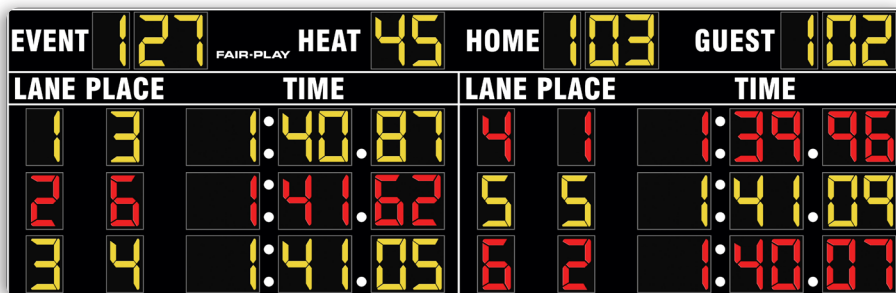 EVENT 127 FAIR-PLAY HEAT 45 HOME 103 GUEST 102
LANE PLACE TIME LANE PLACE TIME
1 3 1:40.87 4 1 1:39.96
2 6 1:41.62 5 5 1:41.09
3 4 1:41.05 6 2 1:40.07